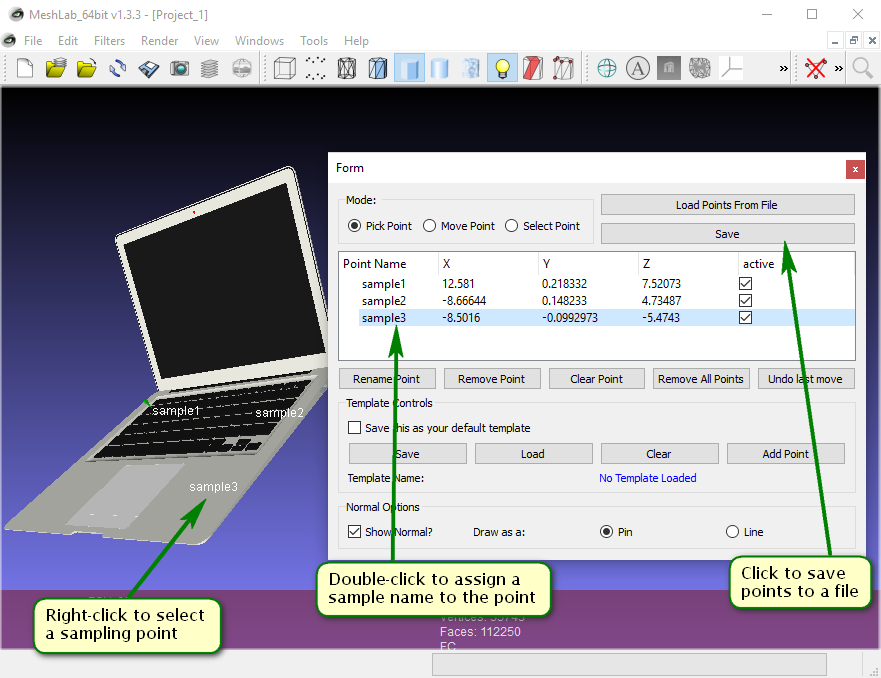 MeshLab_64bit v1.3.3 - [Project_1]
File Edit Filters Render View Windows Tools Help
A
» »
Form
x
Mode:
Pick Point Move Point Select Point
Load Points From File
Save
Point Name X Y Z active
sample1 12.581 0.218332 7.52073
sample2 -8.66644 0.148233 4.73487
sample3 -8.5016 -0.0992973 -5.4743
Rename Point Remove Point Clear Point Remove All Points Undo last move
Template Controls
Save this as your default template
Save Load Clear Add Point
Template Name: No Template Loaded
Normal Options
Show Normal? Draw as a: Pin Line
sample1
sample2
sample3
Double-click to assign a
sample name to the point
Click to save
points to a file
Right-click to select
a sampling point
Vertices:
Faces: 112250